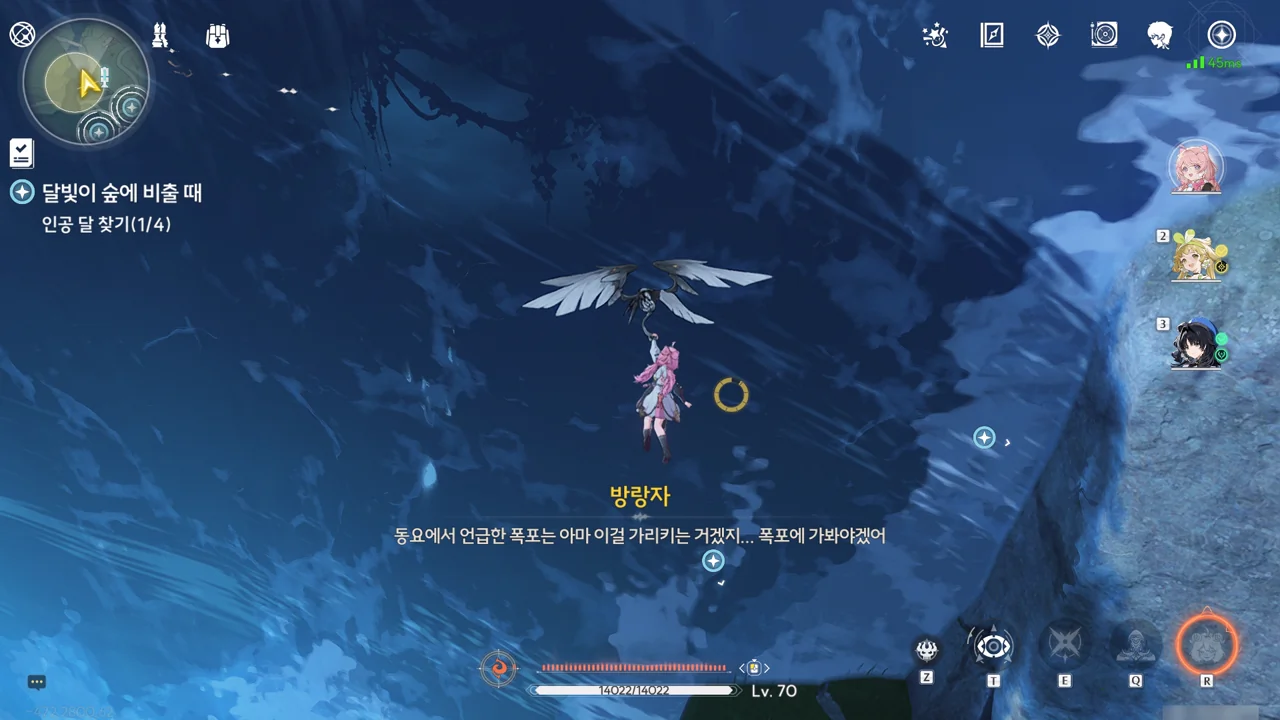 45ms
달빛이 숲에 비출 때
인공 달 찾기(1/4)
2
3
방랑자
동요에서 언급한 폭포는 아마 이걸 가리키는 거겠지... 폭포에 가봐야겠어
14022/14022
Lv. 70
Z
T
E
Q
R